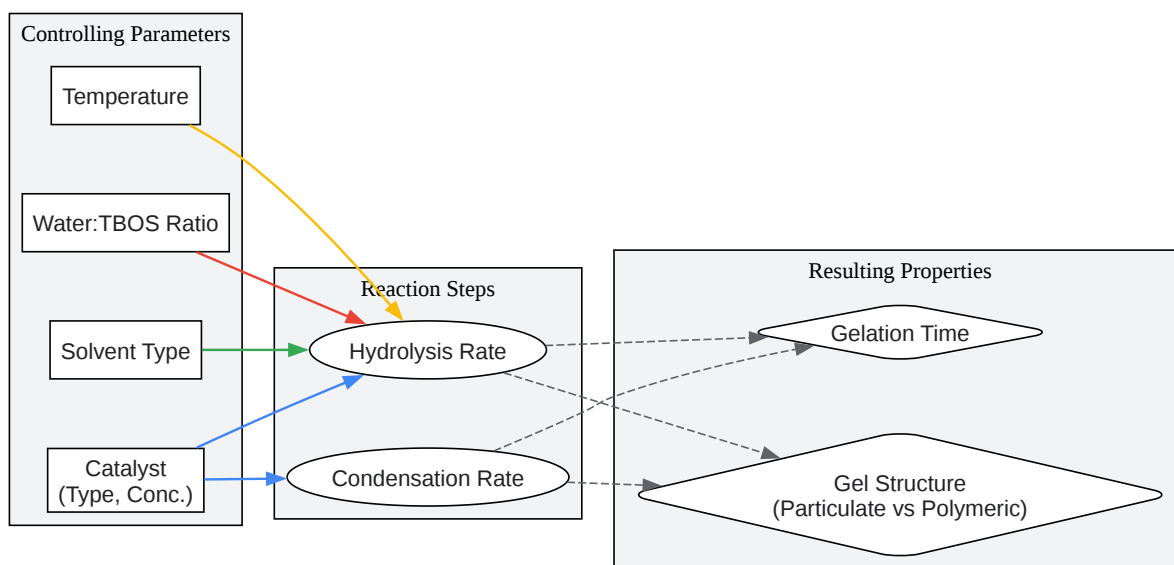 Controlling Parameters
Temperature
Water:TBOS Ratio
Solvent Type
Catalyst
(Type, Conc.)
Reaction Steps
Hydrolysis Rate
Condensation Rate
Resulting Properties
Gelation Time
Gel Structure
(Particulate vs Polymeric)